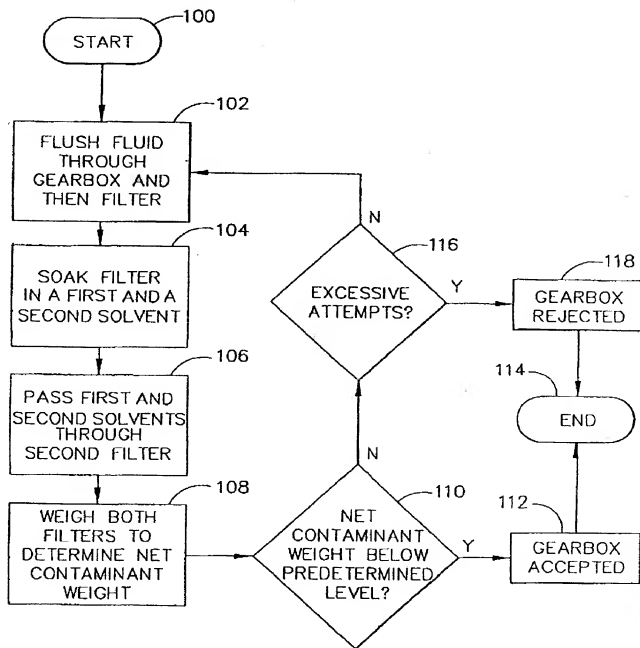 100
START
102
FLUSH FLUID
THROUGH
GEARBOX AND
THEN FILTER
104
SOAK FILTER
IN A FIRST AND A
SECOND SOLVENT
106
PASS FIRST AND
SECOND SOLVENTS
THROUGH
SECOND FILTER
108
WEIGH BOTH
FILTERS TO
DETERMINE NET
CONTAMINANT
WEIGHT
N
116
EXCESSIVE
ATTEMPTS?
Y
N
110
NET
CONTAMINANT
WEIGHT BELOW
PREDETERMINED
LEVEL?
Y
118
GEARBOX
REJECTED
114
END
112
GEARBOX
ACCEPTED